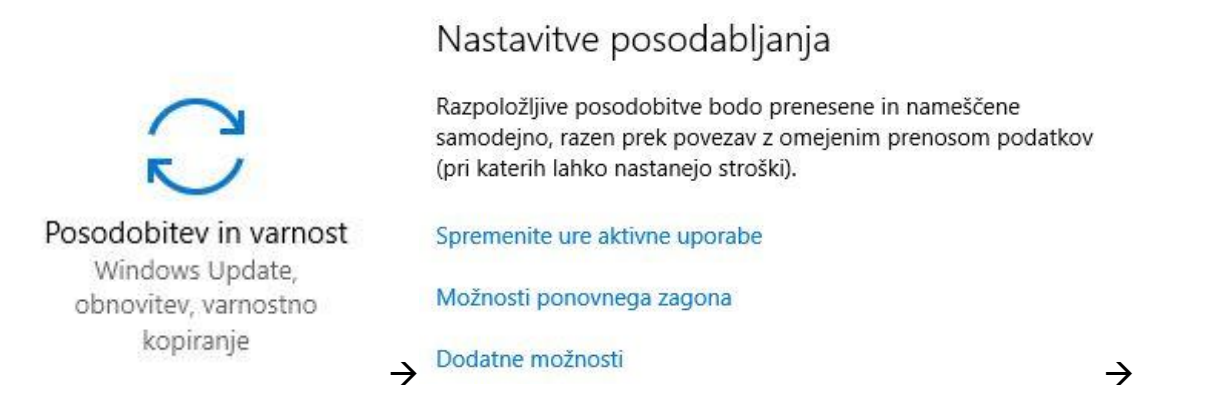 Posodobitev in varnost
Windows Update,
obnovitev, varnostno
kopiranje
→
Nastavitve posodabljanja
Razpoložljive posodobitve bodo prenesene in nameščene
samodejno, razen prek povezav z omejenim prenosom podatkov
(pri katerih lahko nastanejo stroški).
Spremenite ure aktivne uporabe
Možnosti ponovnega zagona
Dodatne možnosti
→